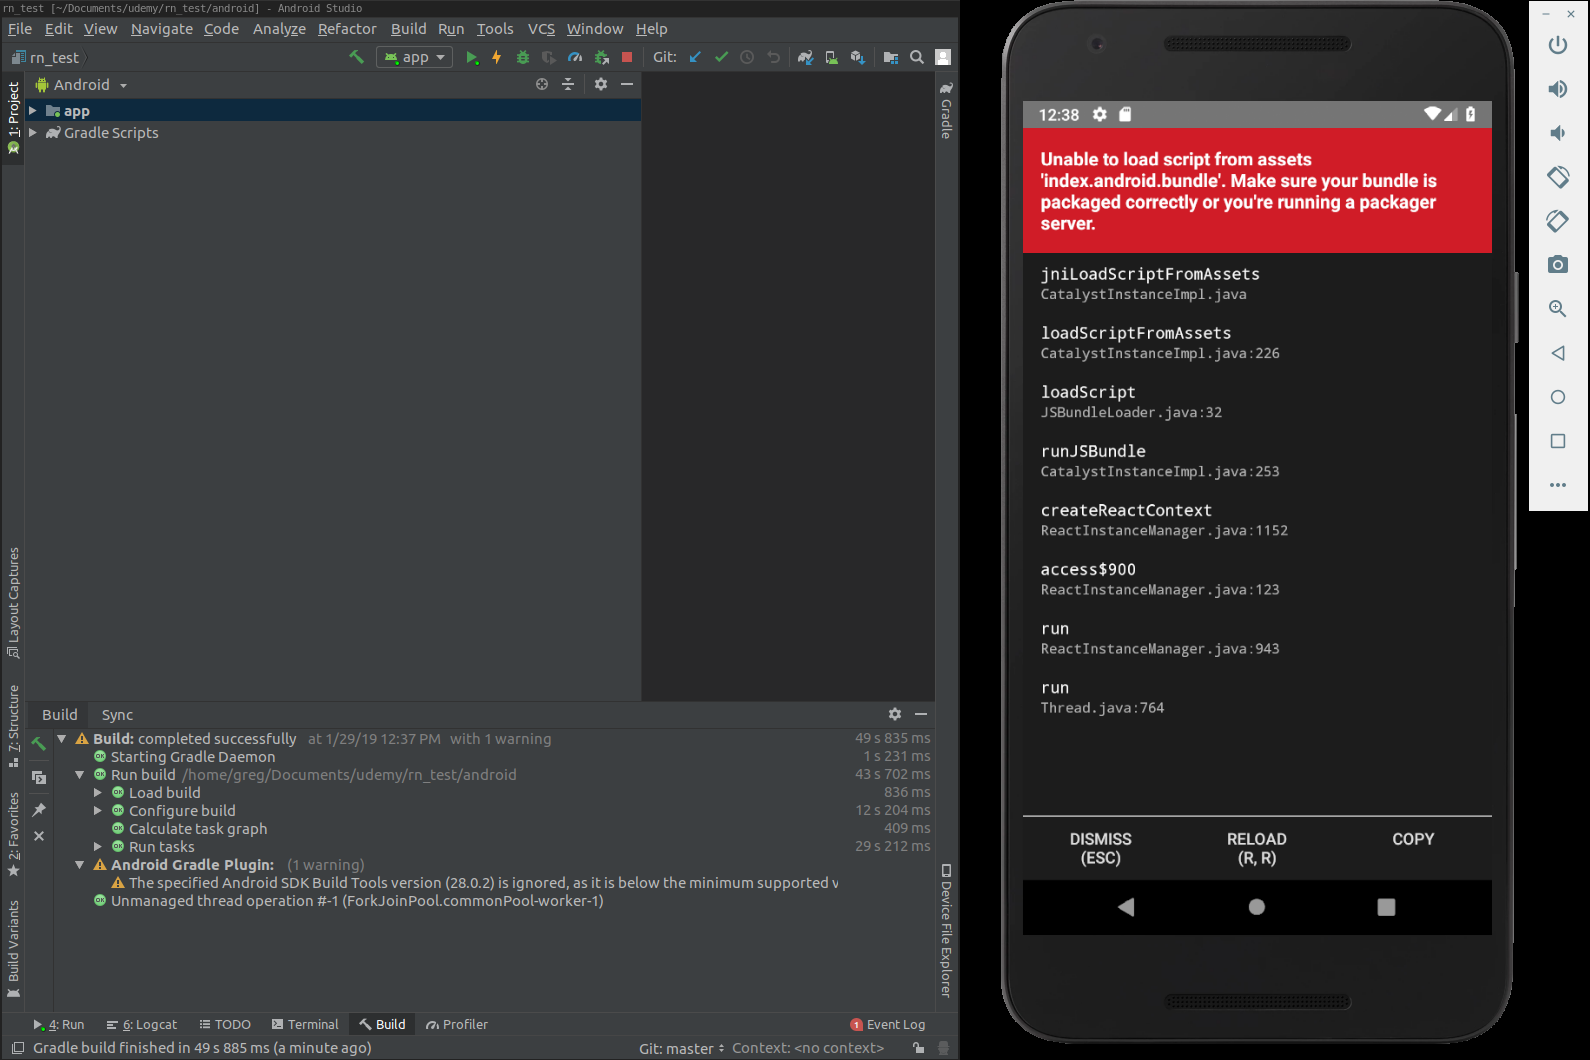 rn_test [~/Documents/udemy/rn_test/android] - Android Studio
File Edit View Navigate Code Analyze Refactor Build Run Tools VCS Window Help
rn_test app Git:
Android
app
Gradle Scripts
1: Project
Layout Captures
7: Structure
2: Favorites
Build Variants
Gradle
Device File Explorer
Build Sync
Build: completed successfully at 1/29/19 12:37 PM with 1 warning 49 s 835 ms
Starting Gradle Daemon 1 s 231 ms
Run build /home/greg/Documents/udemy/rn_test/android 43 s 702 ms
Load build 836 ms
Configure build 12 s 204 ms
Calculate task graph 409 ms
Run tasks 29 s 212 ms
Android Gradle Plugin: (1 warning)
The specified Android SDK Build Tools version (28.0.2) is ignored, as it is below the minimum supported v
Unmanaged thread operation #-1 (ForkJoinPool.commonPool-worker-1)
4: Run 6: Logcat TODO Terminal Build Profiler 1 Event Log
Gradle build finished in 49 s 885 ms (a minute ago) Git: master Context: <no context>
12:38
Unable to load script from assets
'index.android.bundle'. Make sure your bundle is
packaged correctly or you're running a packager
server.
jniLoadScriptFromAssets
CatalystInstanceImpl.java
loadScriptFromAssets
CatalystInstanceImpl.java:226
loadScript
JSBundleLoader.java:32
runJSBundle
CatalystInstanceImpl.java:253
createReactContext
ReactInstanceManager.java:1152
access$900
ReactInstanceManager.java:123
run
ReactInstanceManager.java:943
run
Thread.java:764
DISMISS
(ESC)
RELOAD
(R, R)
COPY